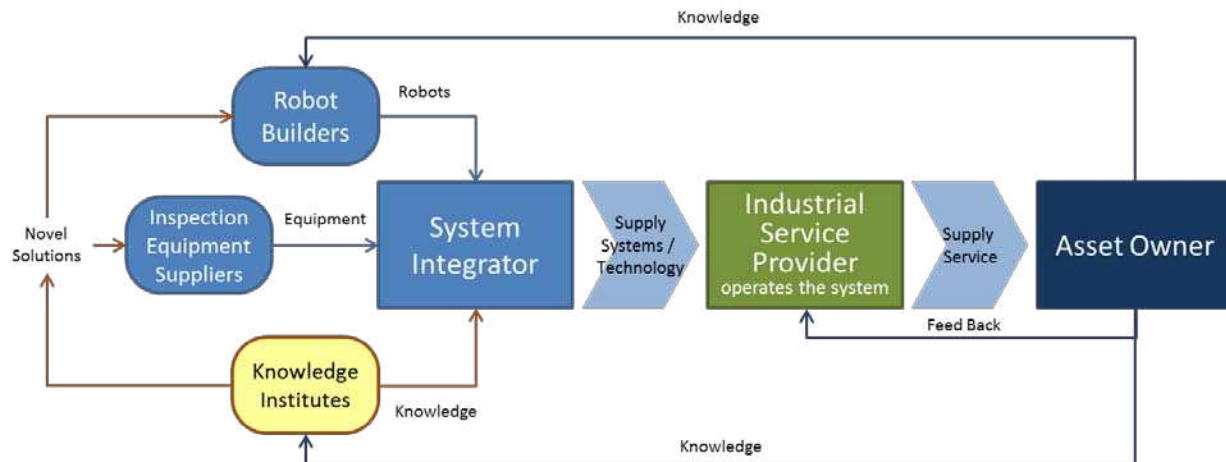 Knowledge
Robot
Builders
Robots
Inspection
Equipment
Suppliers
Equipment
Novel
Solutions
System
Integrator
Supply
Systems /
Technology
Industrial
Service
Provider
operates the system
Supply
Service
Asset Owner
Feed Back
Knowledge
Institutes
Knowledge
Knowledge